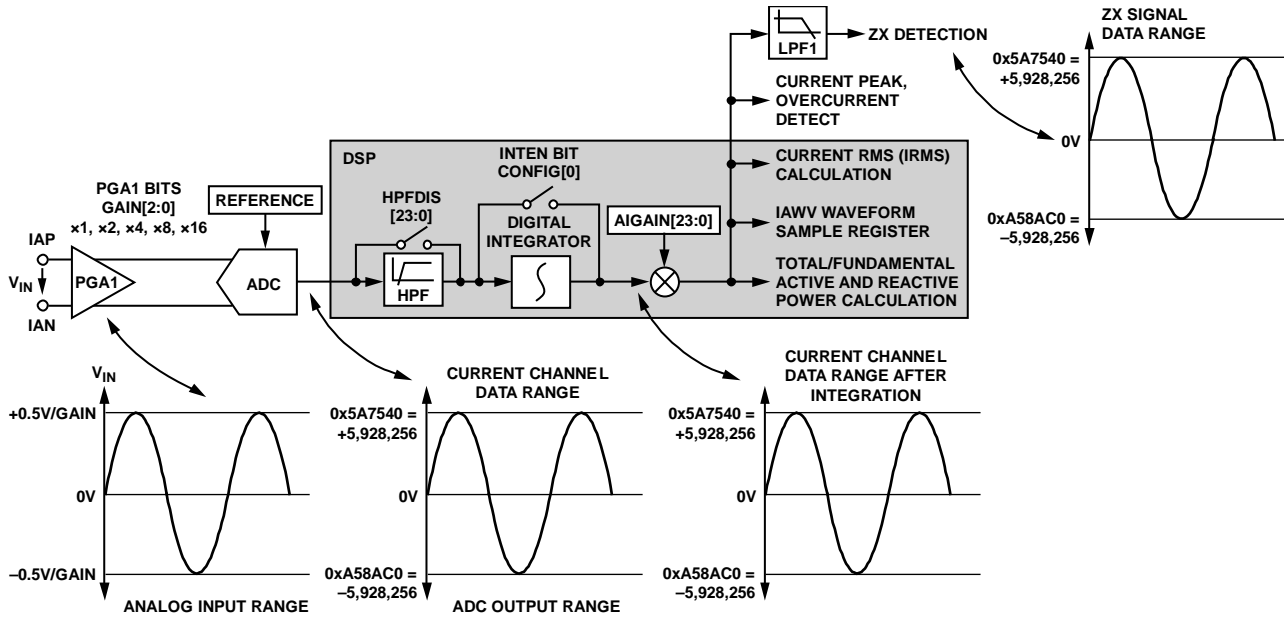 ZX SIGNAL
DATA RANGE
LPF1
ZX DETECTION
0x5A7540 =
+5,928,256
0V
0xA58AC0 =
–5,928,256
CURRENT PEAK,
OVERCURRENT
DETECT
DSP
INTEN BIT
CONFIG[0]
CURRENT RMS (IRMS)
CALCULATION
PGA1 BITS
GAIN[2:0]
×1, ×2, ×4, ×8, ×16
REFERENCE
HPFDIS
[23:0]
DIGITAL
INTEGRATOR
AIGAIN[23:0]
IAWV WAVEFORM
SAMPLE REGISTER
IAP
VIN
IAN
PGA1
ADC
HPF
TOTAL/FUNDAMENTAL
ACTIVE AND REACTIVE
POWER CALCULATION
VIN
+0.5V/GAIN
0V
–0.5V/GAIN
ANALOG INPUT RANGE
CURRENT CHANNEL
DATA RANGE
0x5A7540 =
+5,928,256
0V
0xA58AC0 =
–5,928,256
ADC OUTPUT RANGE
CURRENT CHANNEL
DATA RANGE AFTER
INTEGRATION
0x5A7540 =
+5,928,256
0V
0xA58AC0 =
–5,928,256